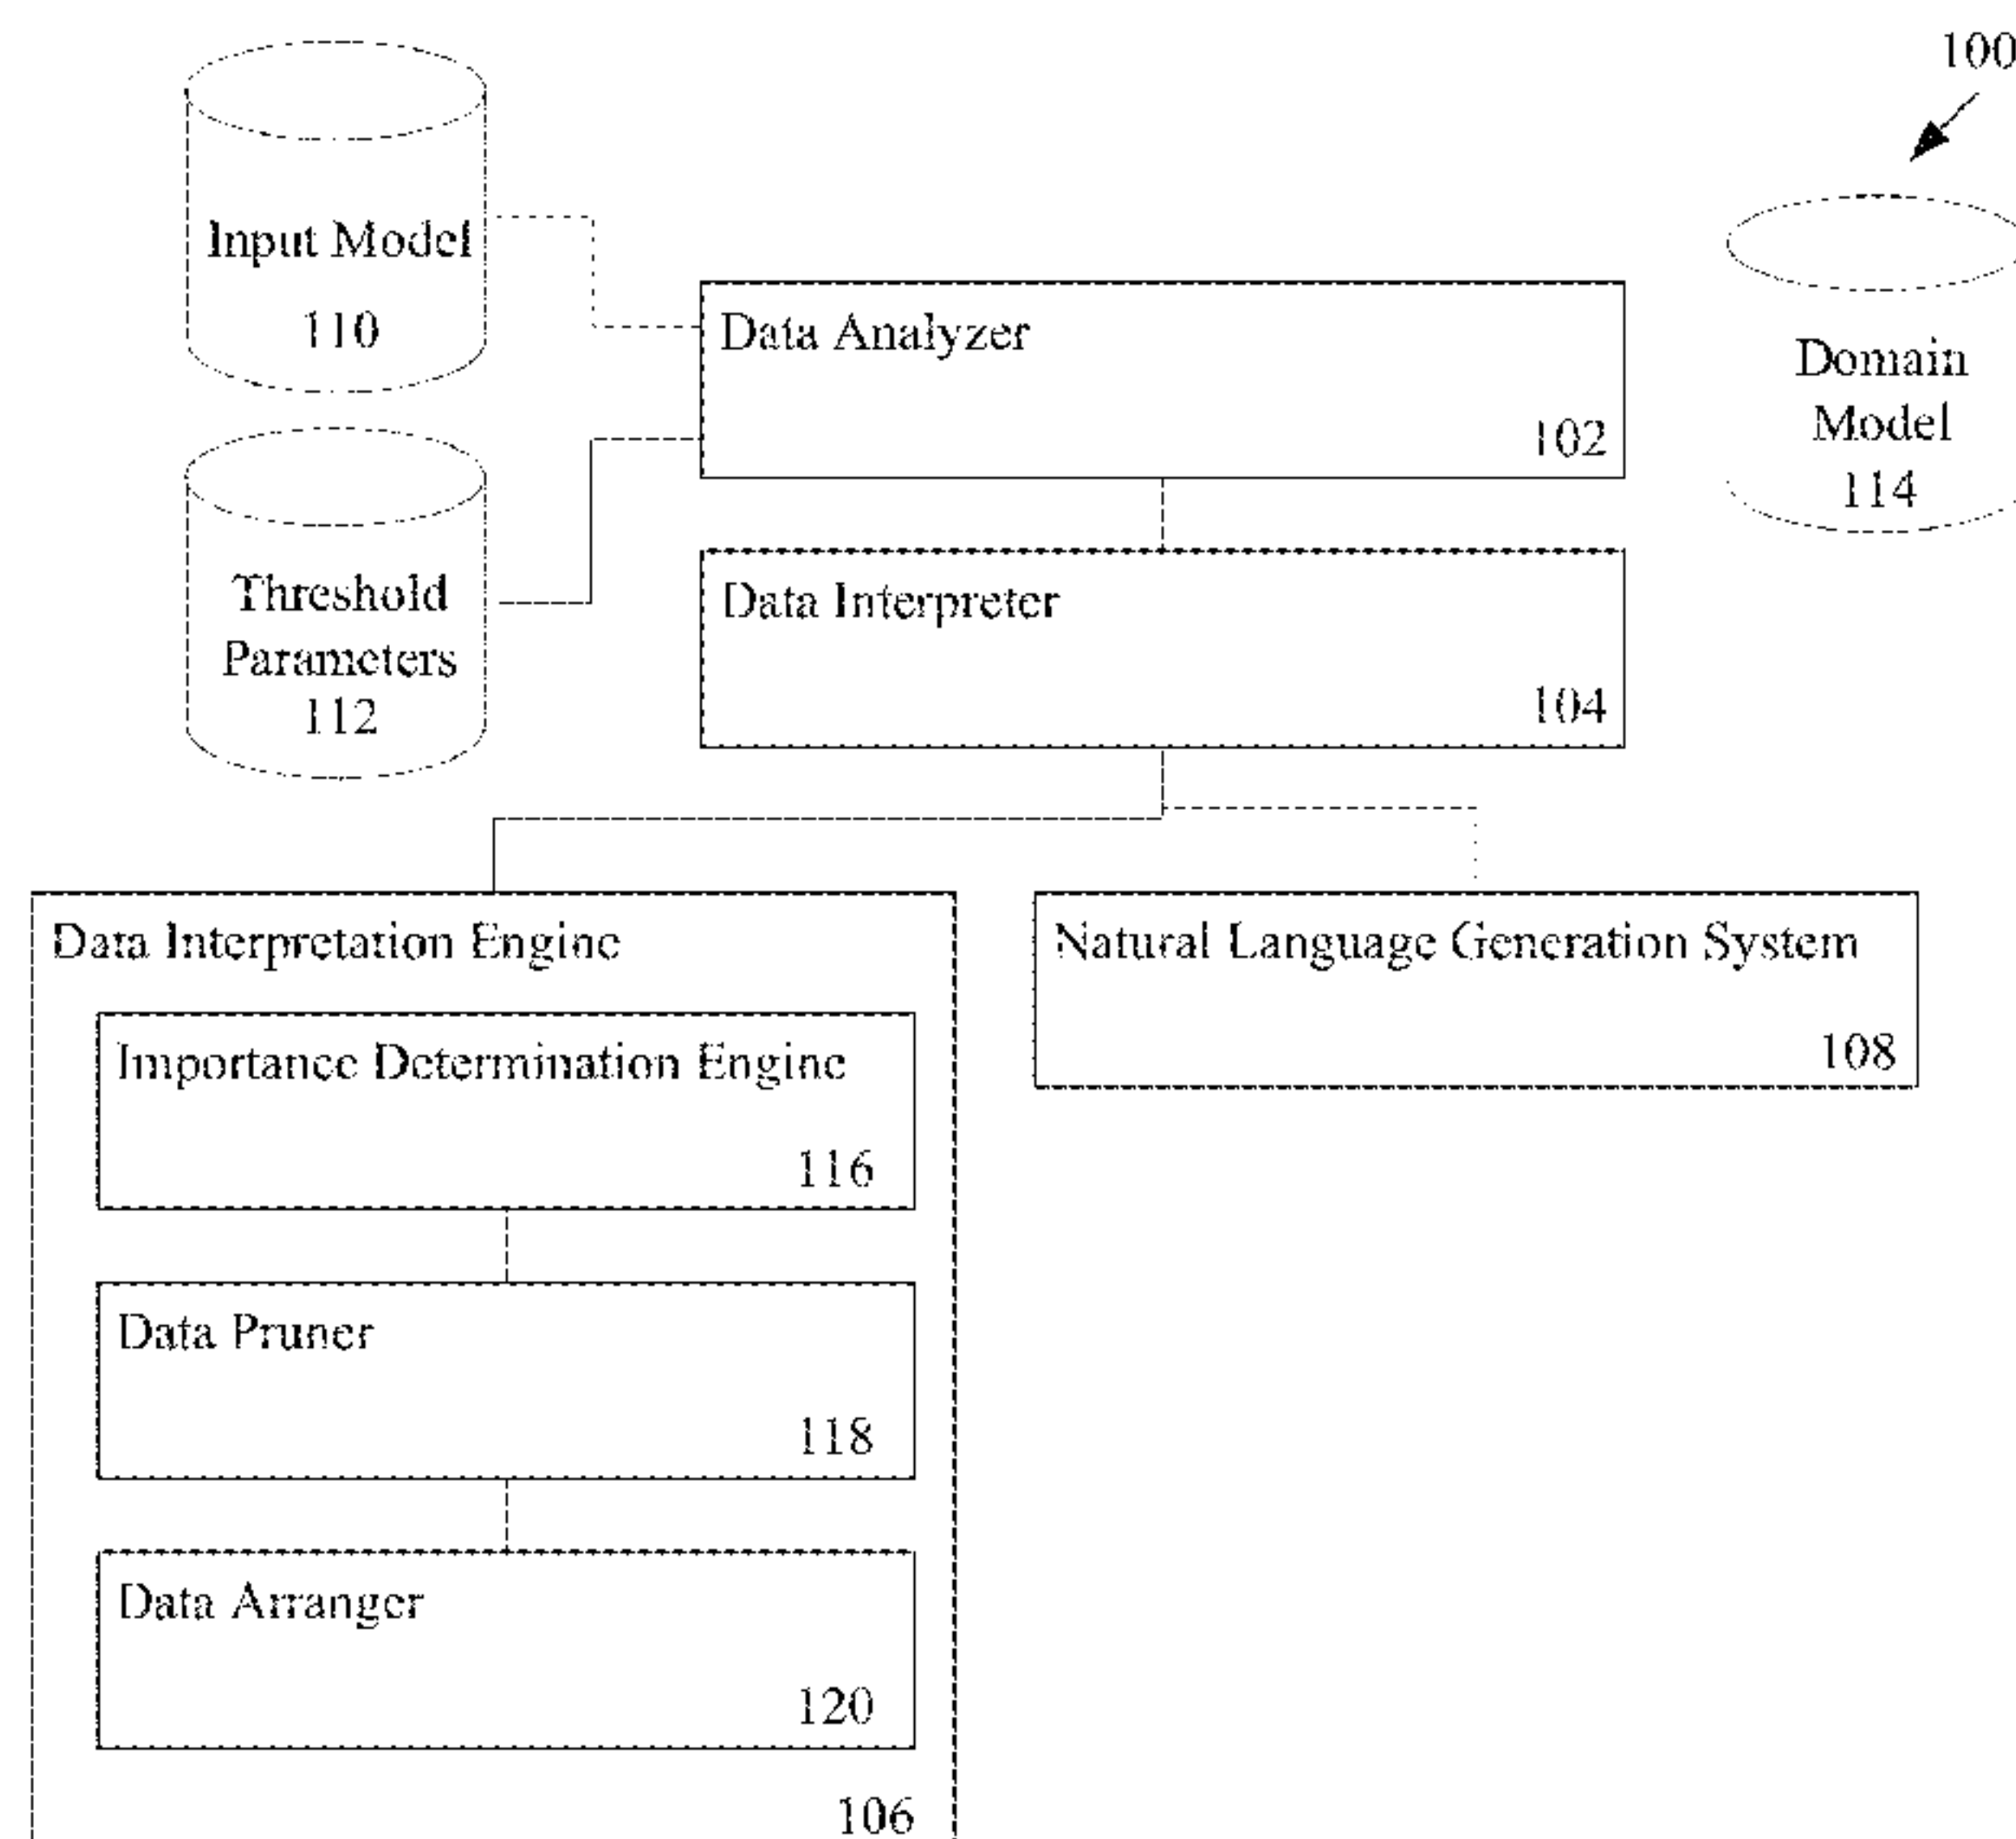 100
Input Model
110
Data Analyzer
102
Domain
Model
114
Threshold
Parameters
112
Data Interpreter
104
Data Interpretation Engine
Importance Determination Engine
116
Data Pruner
118
Data Arranger
120
106
Natural Language Generation System
108